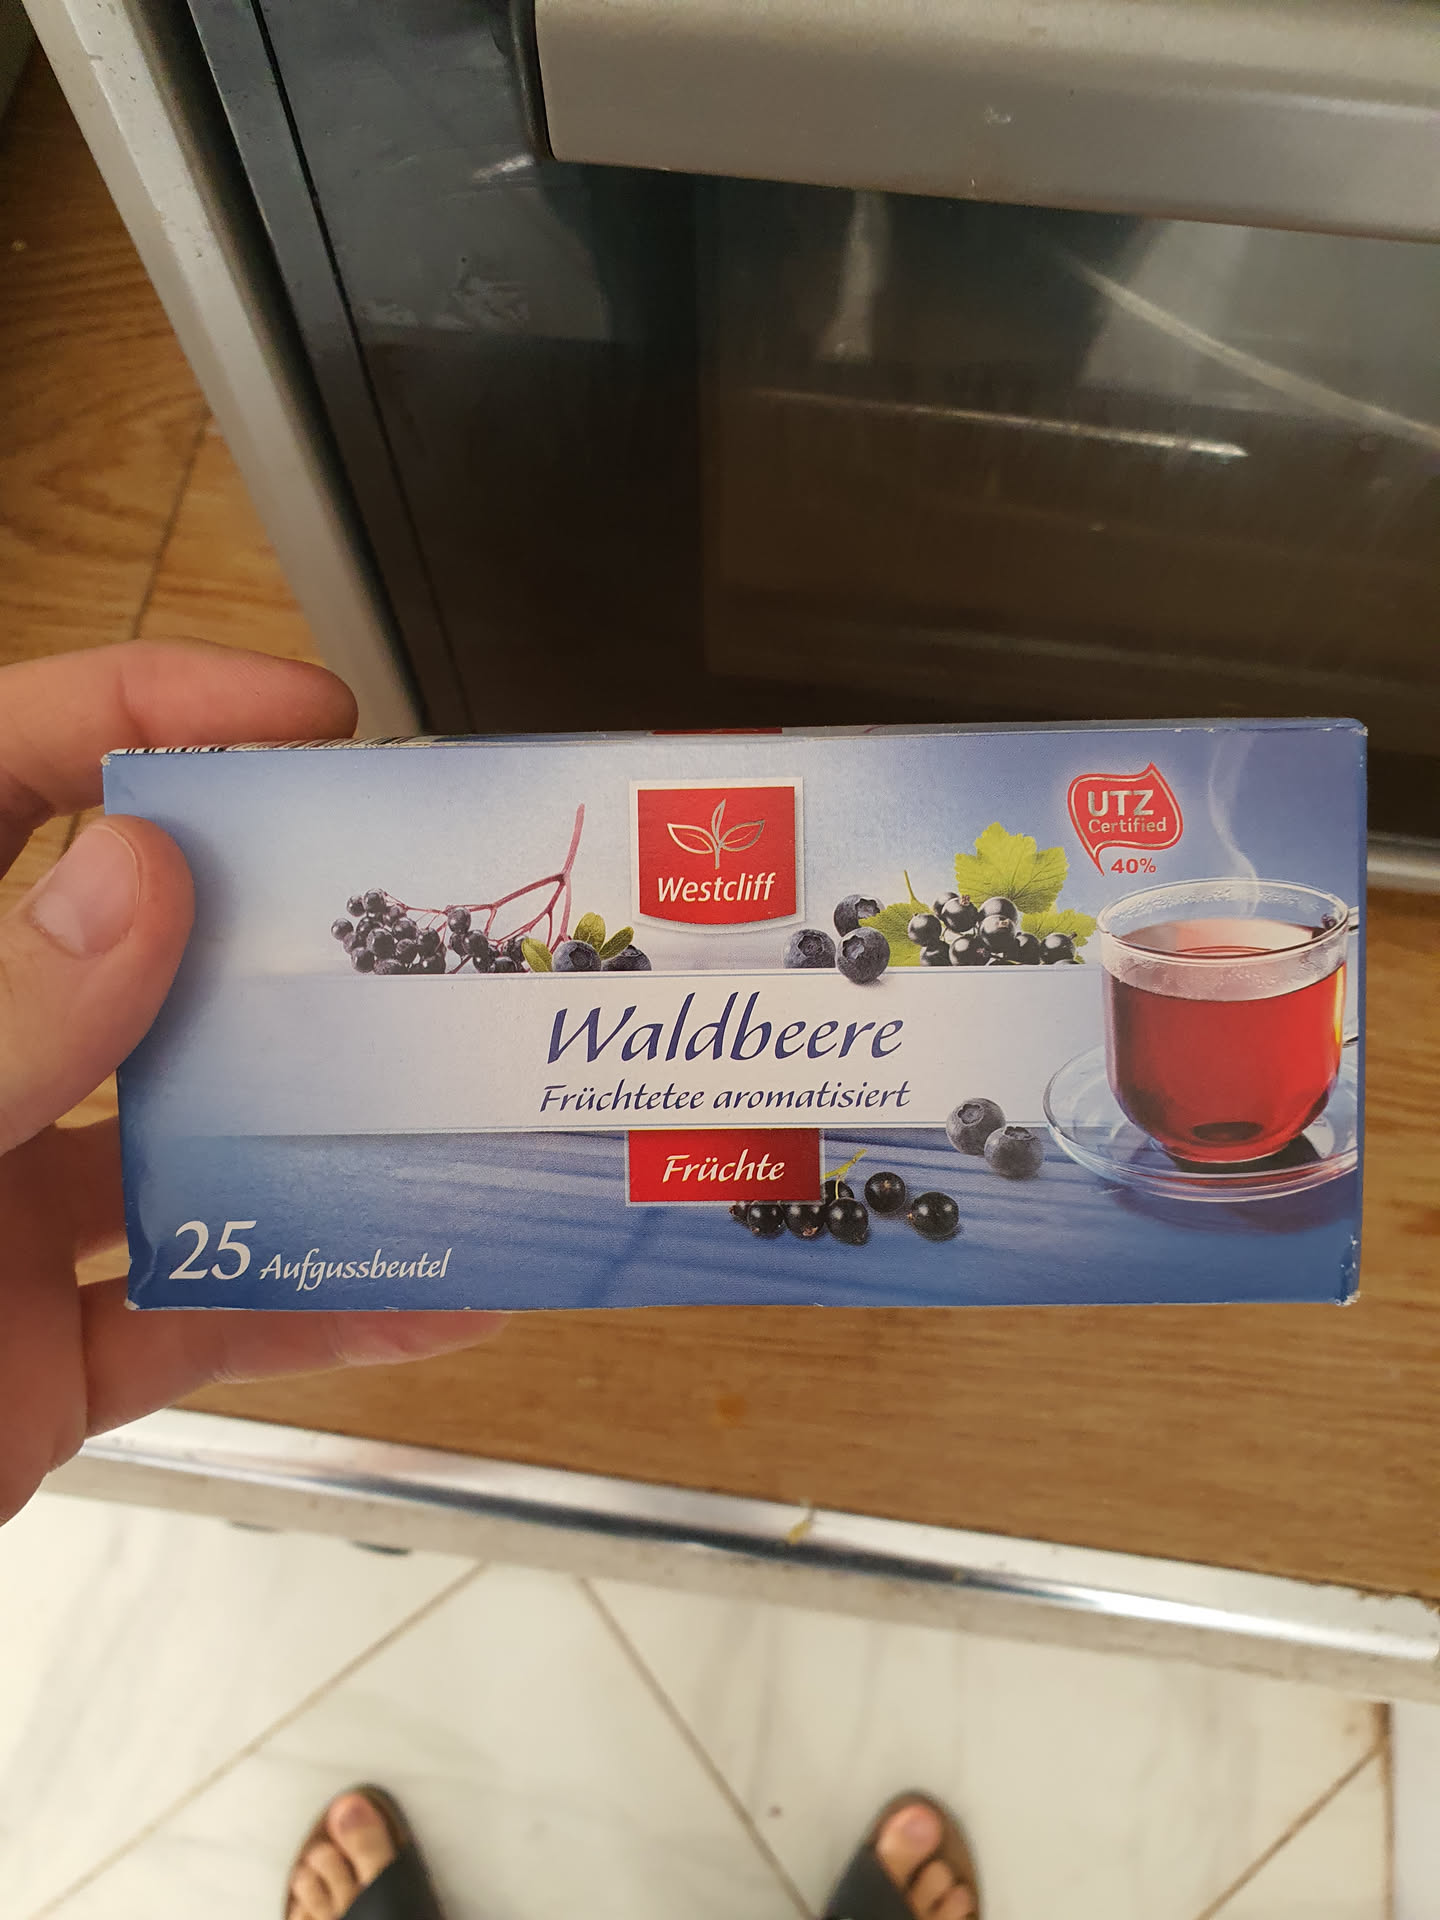 Westcliff
UTZ
Certified
40%
Waldbeere
Früchtetee aromatisiert
Früchte
25 Aufgussbeutel